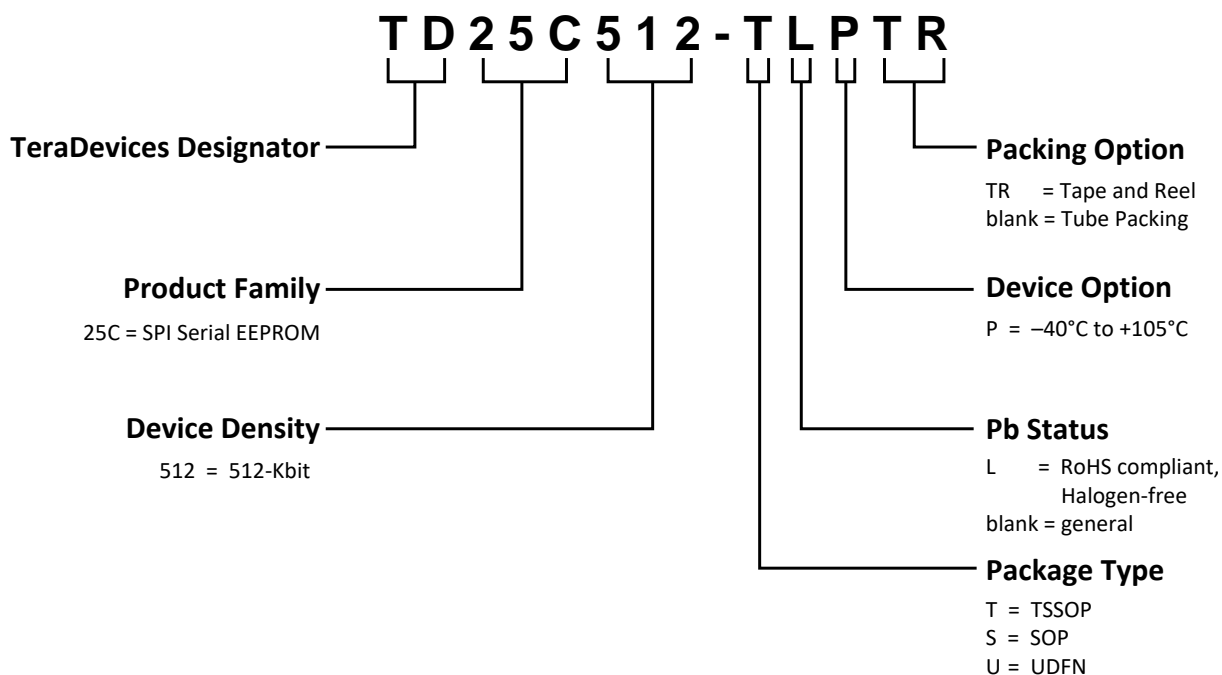 TD25C512-TLPTR
TeraDevices Designator
Product Family
25C = SPI Serial EEPROM
Device Density
512 = 512-Kbit
Packing Option
TR = Tape and Reel
blank = Tube Packing
Device Option
P = –40°C to +105°C
Pb Status
L = RoHS compliant,
Halogen-free
blank = general
Package Type
T = TSSOP
S = SOP
U = UDFN